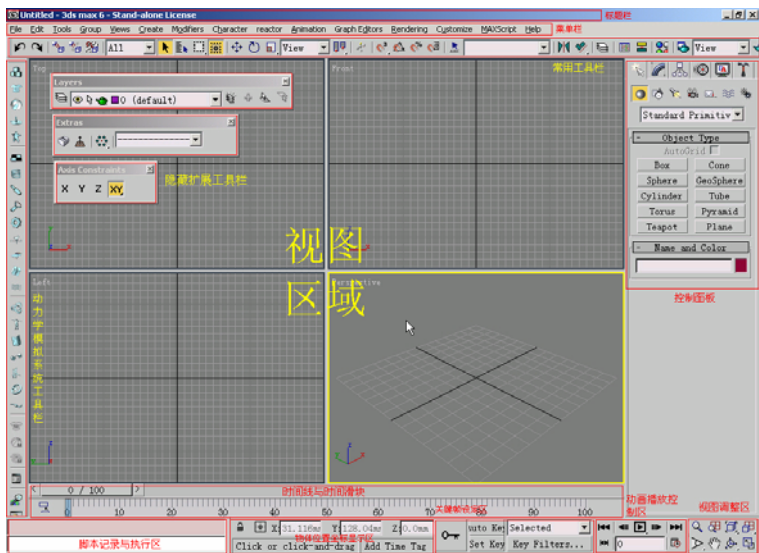 Untitled - 3ds max 6 - Stand-alone License
标题栏
File Edit Tools Group Views Create Modifiers Character reactor Animation Graph Editors Rendering Customize MAXScript Help
菜单栏
All
View
View
Top
Front
常用工具栏
Layers
0 (default)
Extras
Axis Constraints
X Y Z XY
隐藏扩展工具栏
Standard Primitiv
Object Type
AutoGrid
Box Cone
Sphere GeoSphere
Cylinder Tube
Torus Pyramid
Teapot Plane
Name and Color
控制面板
视图
区域
Left
Perspective
动力学模拟系统工具栏
0 / 100
时间线与时间滑块
0 10 20 30 40 50 60 70 80 90 100
动画播放控制区
视图调整区
脚本记录与执行区
X: 31.116mm Y: 128.04mm Z: 0.0mm
物体位置坐标显示区
Click or click-and-drag Add Time Tag
uto Key Selected
Set Key Key Filters...
0